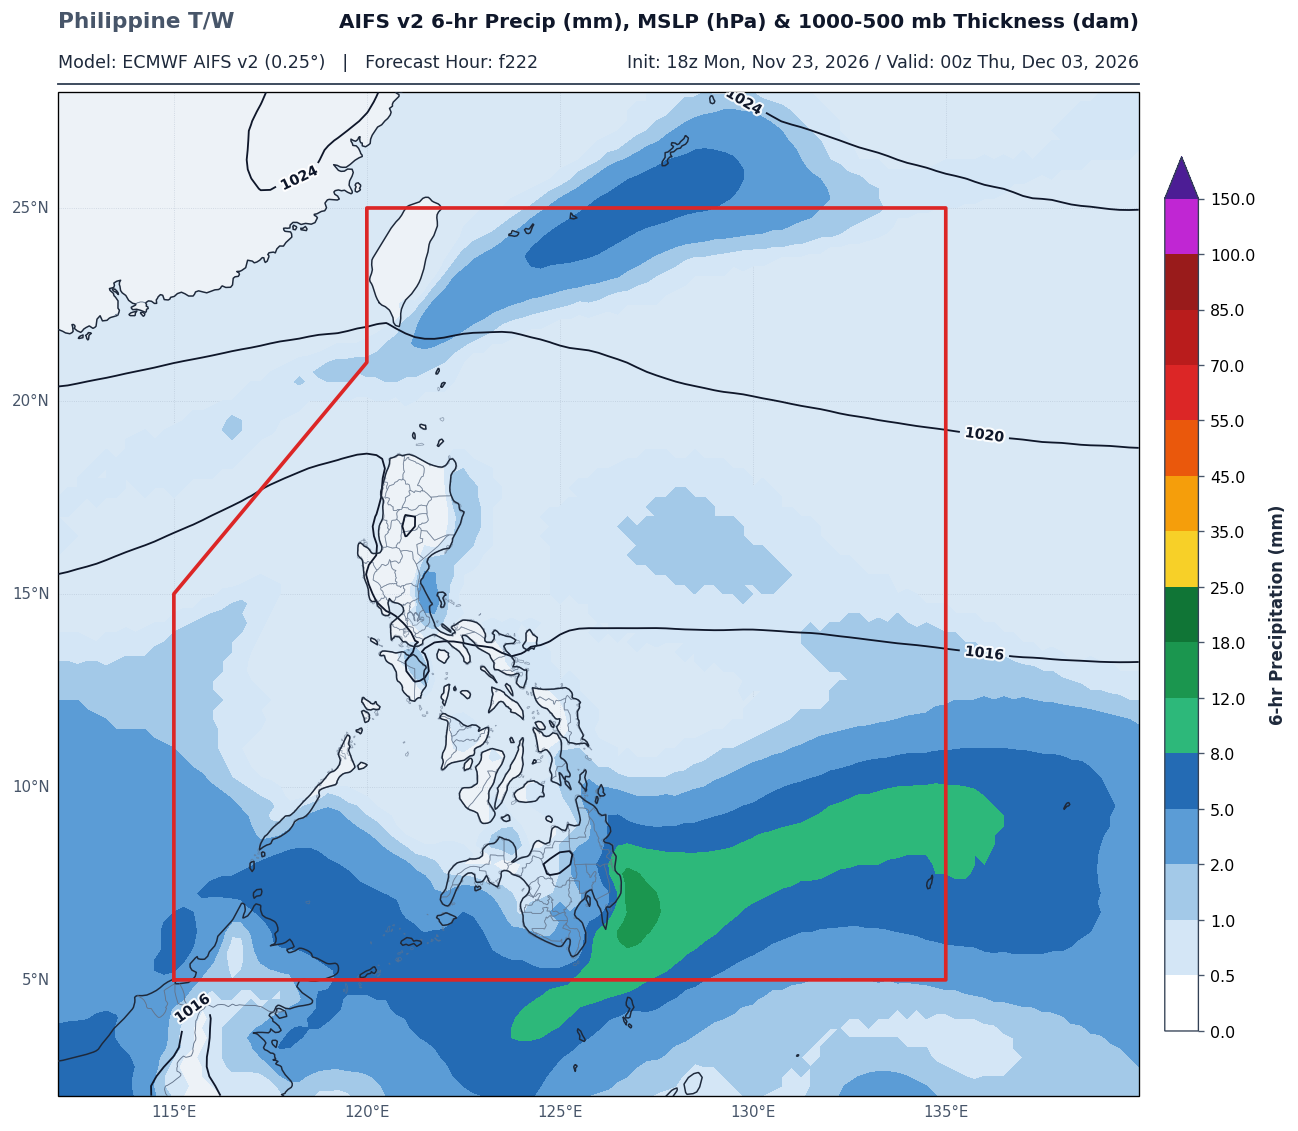 Philippine T/W
AIFS v2 6-hr Precip (mm), MSLP (hPa) & 1000-500 mb Thickness (dam)
Model: ECMWF AIFS v2 (0.25°) | Forecast Hour: f222
Init: 18z Mon, Nov 23, 2026 / Valid: 00z Thu, Dec 03, 2026
1024
1024
1020
1016
1016
25°N
20°N
15°N
10°N
5°N
115°E
120°E
125°E
130°E
135°E
150.0
100.0
85.0
70.0
55.0
45.0
35.0
25.0
18.0
12.0
8.0
5.0
2.0
1.0
0.5
0.0
6-hr Precipitation (mm)